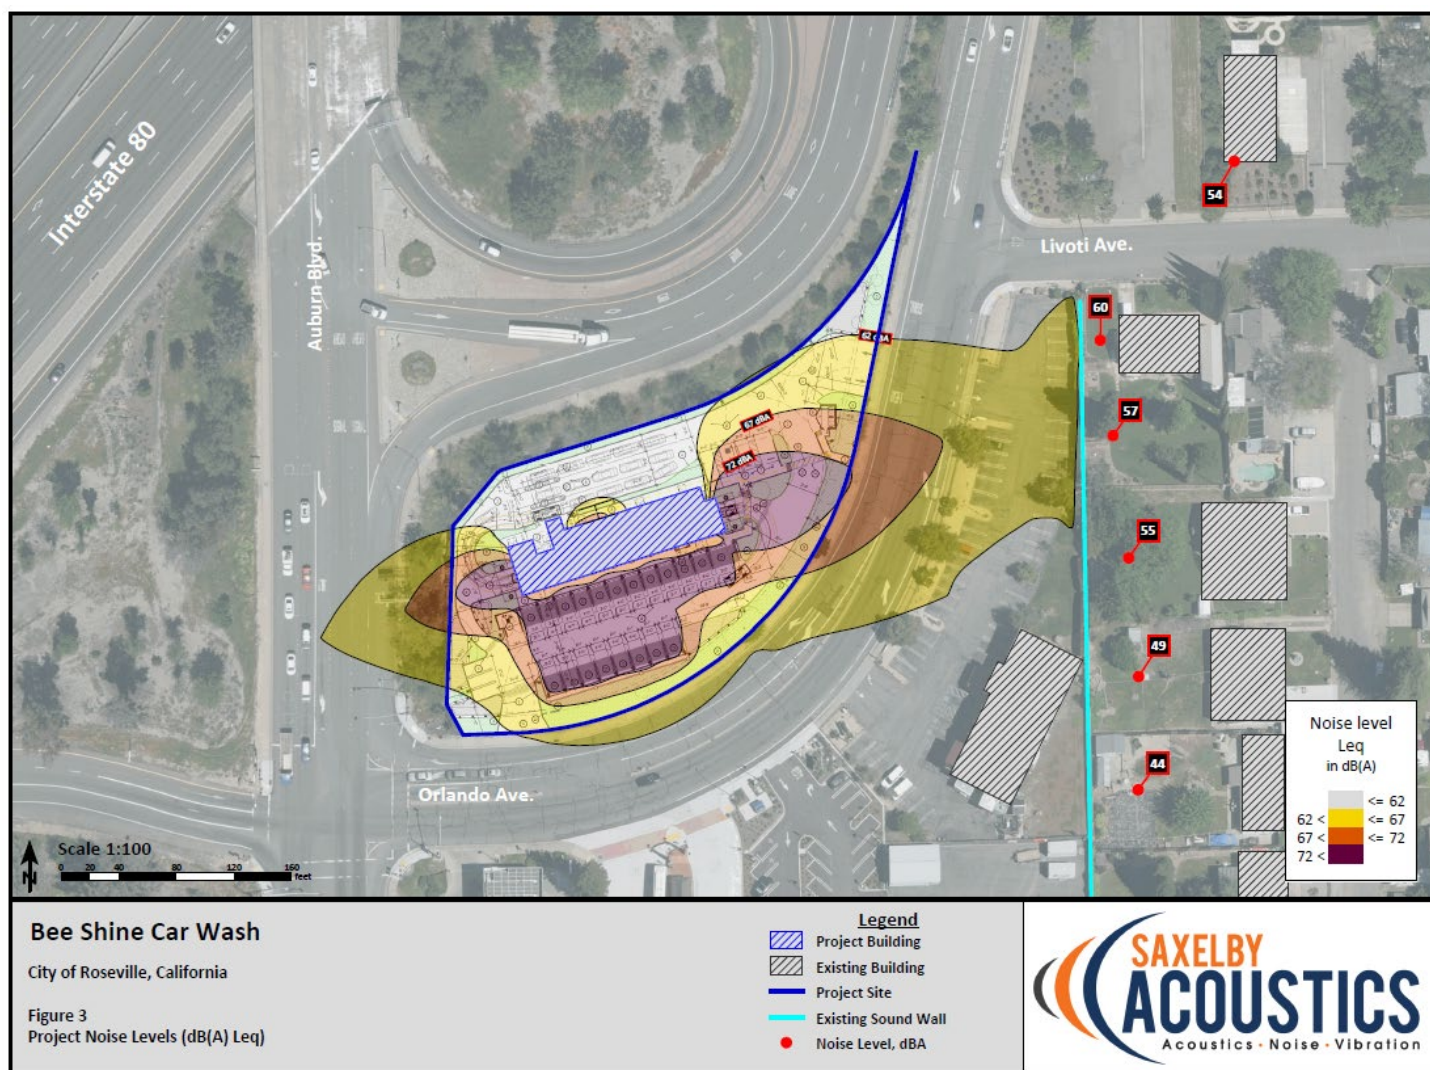 Interstate 80
Auburn Blvd.
54
Livoti Ave.
60
62 dBA
57
67 dBA
72 dBA
55
49
44
Orlando Ave.
Noise level
Leq
in dB(A)
<= 62
62 < <= 67
67 < <= 72
72 <
Scale 1:100
0 20 40 80 120 160
feet
N
Bee Shine Car Wash
City of Roseville, California
Figure 3
Project Noise Levels (dB(A) Leq)
Legend
Project Building
Existing Building
Project Site
Existing Sound Wall
Noise Level, dBA
SAXELBY
ACOUSTICS
Acoustics · Noise · Vibration